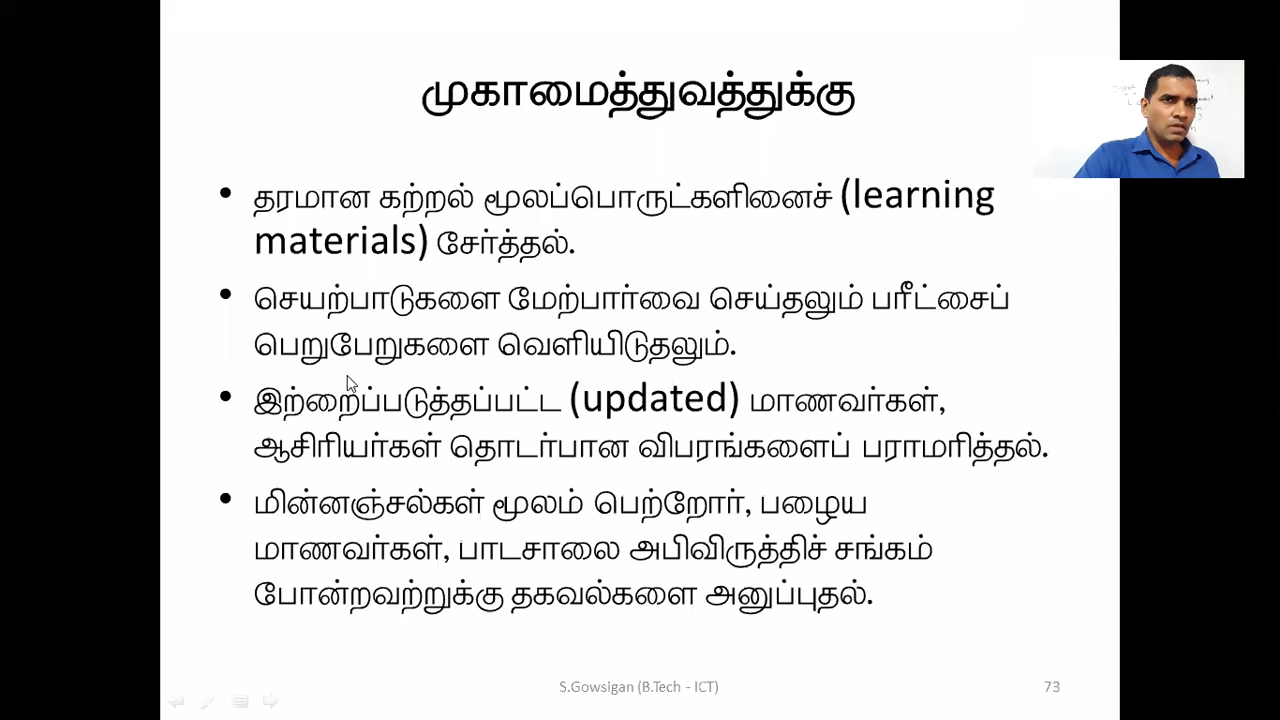 முகாமைத்துவத்துக்கு
• தரமான கற்றல் மூலப்பொருட்களினைச் (learning
materials) சேர்த்தல்.
• செயற்பாடுகளை மேற்பார்வை செய்தலும் பரீட்சைப்
பெறுபேறுகளை வெளியிடுதலும்.
• இற்றைப்படுத்தப்பட்ட (updated) மாணவர்கள்,
ஆசிரியர்கள் தொடர்பான விபரங்களைப் பராமரித்தல்.
• மின்னஞ்சல்கள் மூலம் பெற்றோர், பழைய
மாணவர்கள், பாடசாலை அபிவிருத்திச் சங்கம்
போன்றவற்றுக்கு தகவல்களை அனுப்புதல்.
S.Gowsigan (B.Tech - ICT)
73